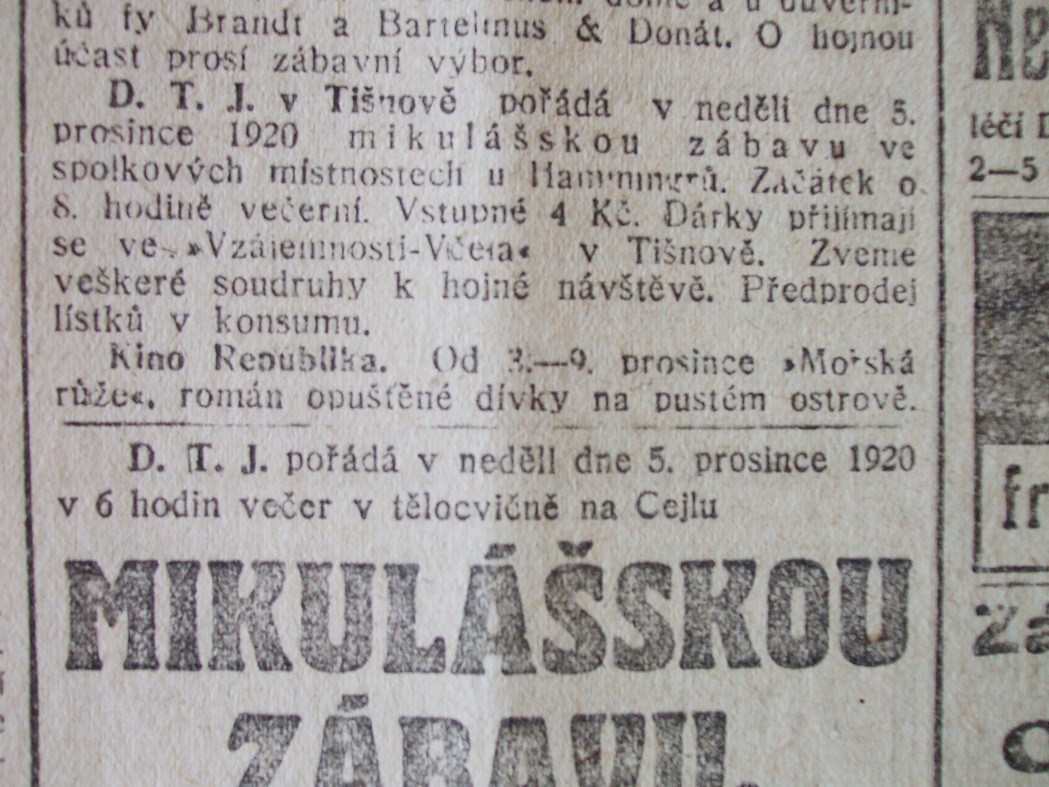 ků fy Brandt a Bartelmus & Donát. O hojnou
účast prosí zábavní výbor.
D. T. J. v Tišnově pořádá v neděli dne 5.
prosince 1920 mikulášskou zábavu ve
spolkových místnostech u
Začátek o
8. hodině večerní. Vstupné 4 Kč. Dárky přijímají
se ve »Vzájemnosti-Včela« v Tišnově. Zveme
veškeré soudruhy k hojné návštěvě. Předprodej
lístků v konsumu.
Kino Republika. Od 3.—9. prosince »Mořská
růže«, román opuštěné dívky na pustém ostrově.
D. T. J. pořádá v neděli dne 5. prosince 1920
v 6 hodin večer v tělocvičně na Cejlu
MIKULÁŠSKOU
ZÁBAVU.
léčí
2—5